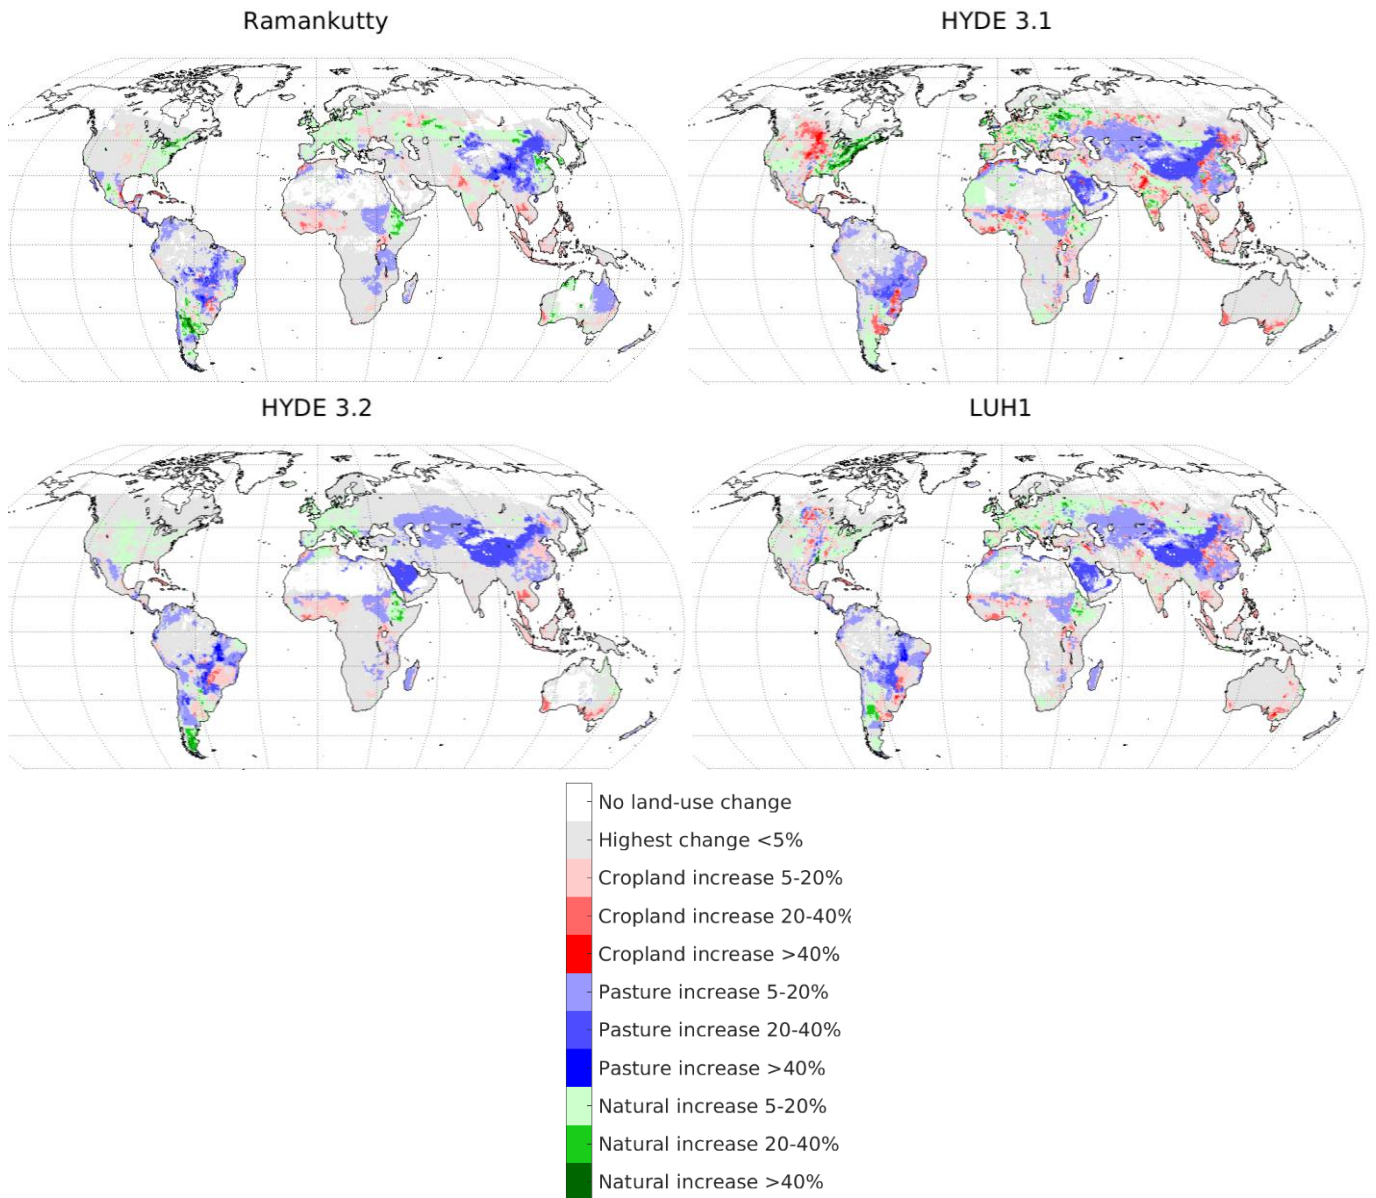 Ramankutty
HYDE 3.1
HYDE 3.2
LUH1
No land-use change
Highest change <5%
Cropland increase 5-20%
Cropland increase 20-40%
Cropland increase >40%
Pasture increase 5-20%
Pasture increase 20-40%
Pasture increase >40%
Natural increase 5-20%
Natural increase 20-40%
Natural increase >40%